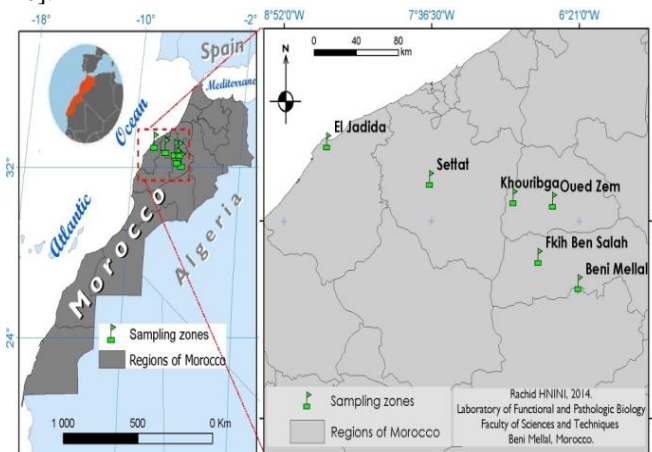 -18° -10° -2°
Spain
Mediterrane
Ocean
Atlantic
32°
24°
Morocco
Algeria
Sampling zones
Regions of Morocco
1 000 500 0 Km
8°52'0"W 7°36'30"W 6°21'0"W
N
0 40 80
km
El Jadida
Settat
Khouribga Oued Zem
Fkih Ben Salah
Beni Mellal
Sampling zones
Regions of Morocco
Rachid HNINI, 2014.
Laboratory of Functional and Pathologic Biology
Faculty of Sciences and Techniques
Beni Mellal, Morocco.